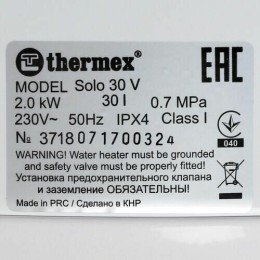 thermex®
EAC
MODEL Solo 30 V
2.0 kW 30 l 0.7 MPa
230V~ 50Hz IPX4 Class I
№ 3718071700324
040
WARNING! Water heater must be grounded
and safety valve must be mounted!
Установка предохранительного клапана
и заземление ОБЯЗАТЕЛЬНЫ!
Made in PRC / Сделано в КНР